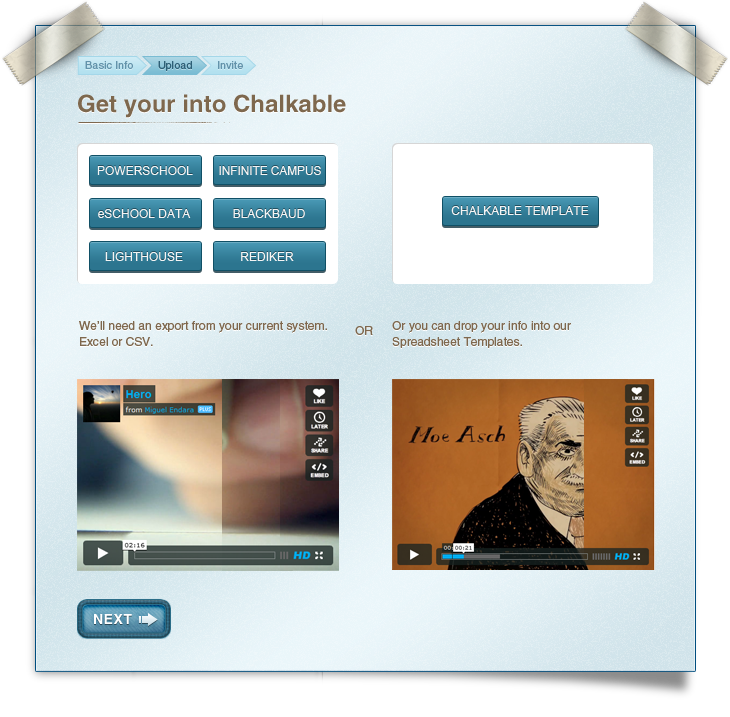 Basic Info Upload Invite
Get your into Chalkable
POWERSCHOOL INFINITE CAMPUS
eSCHOOL DATA BLACKBAUD
LIGHTHOUSE REDIKER
CHALKABLE TEMPLATE
We'll need an export from your current system.
Excel or CSV.
OR
Or you can drop your info into our
Spreadsheet Templates.
Hero
from Miguel Endara PLUS
LIKE
LATER
SHARE
EMBED
02:16
HD
Moe Asch
LIKE
LATER
SHARE
EMBED
00:21
HD
NEXT